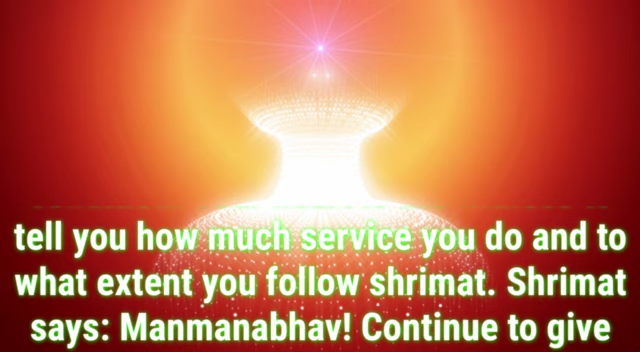 tell you how much service you do and to
what extent you follow shrimat. Shrimat
says: Manmanabhav! Continue to give